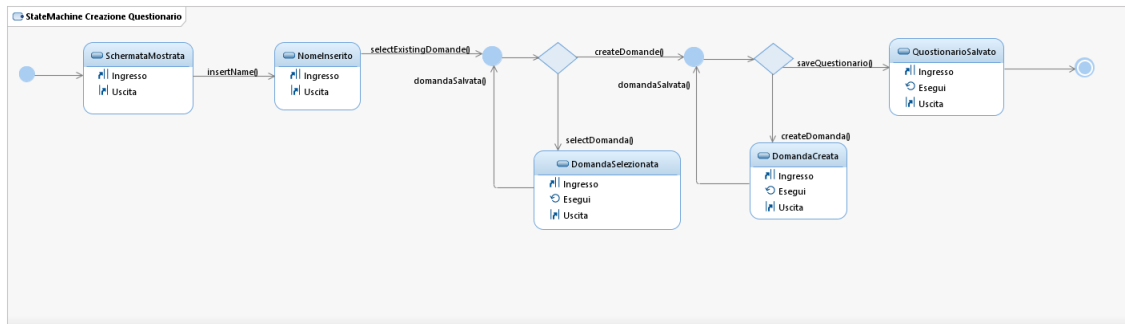 StateMachine Creazione Questionario
SchermataMostrata
Ingresso
Uscita
insertName()
NomeInserito
Ingresso
Uscita
selectExistingDomande()
domandaSalvata()
createDomande()
domandaSalvata()
saveQuestionario()
QuostionarioSalvato
Ingresso
Esegui
Uscita
selectDomanda()
DomandaSelezionata
Ingresso
Esegui
Uscita
createDomanda()
DomandaCreata
Ingresso
Esegui
Uscita